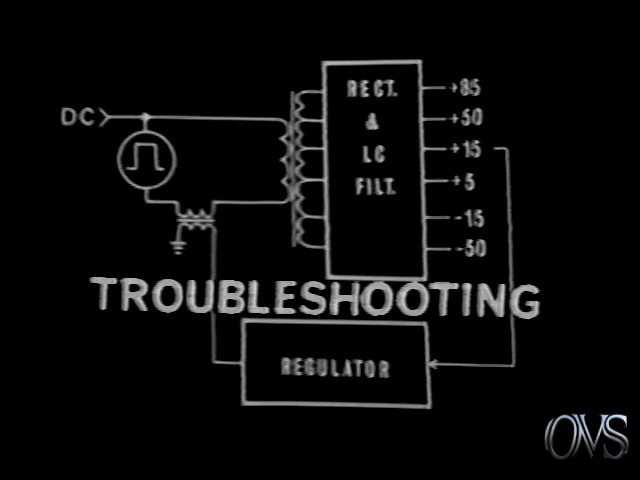 DC
RECT.
&
LC
FILT.
+85
+50
+15
+5
-15
-50
TROUBLESHOOTING
REGULATOR
OVS